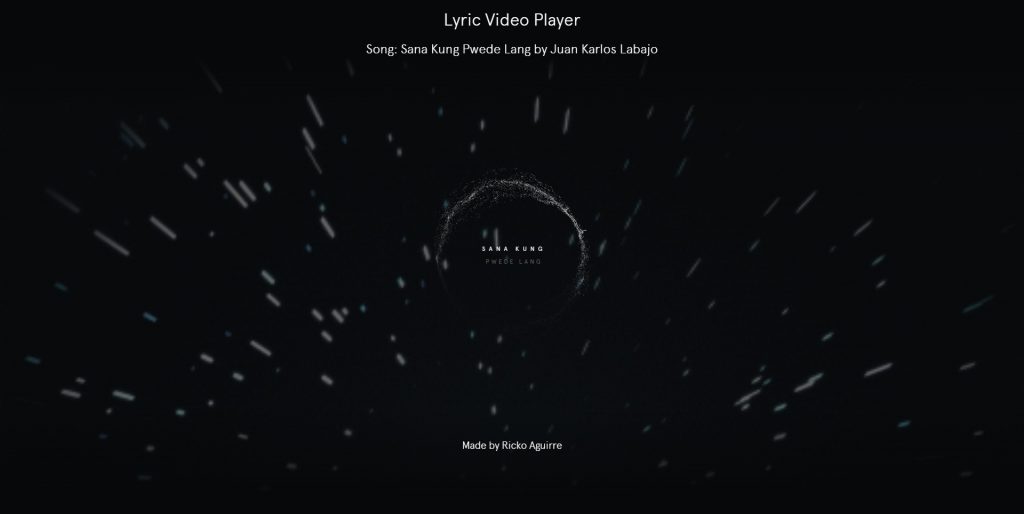 Lyric Video Player
Song: Sana Kung Pwede Lang by Juan Karlos Labajo
SANA KUNG
PWEDE LANG
Made by Ricko Aguirre